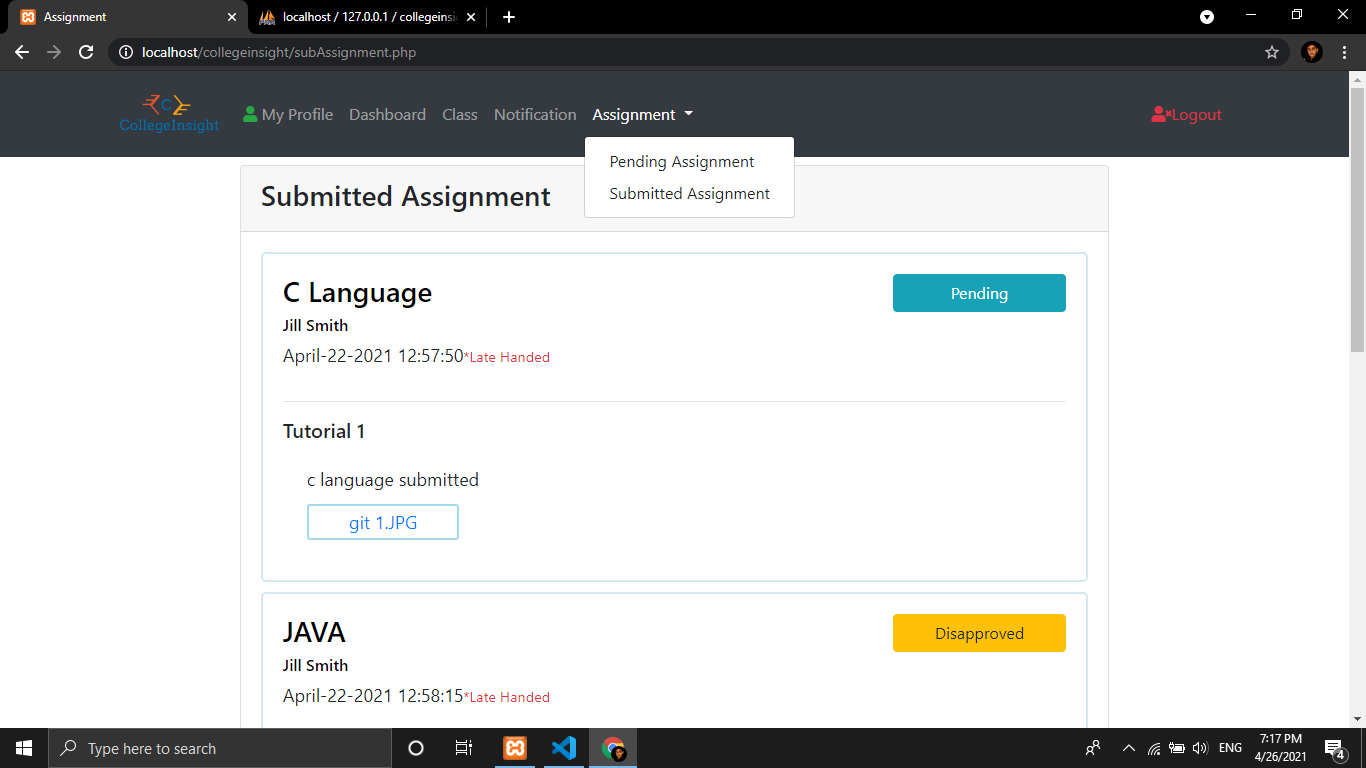 Assignment
localhost / 127.0.0.1 / collegeinsi
localhost/collegeinsight/subAssignment.php
C
CollegeInsight
My Profile
Dashboard
Class
Notification
Assignment
Logout
Pending Assignment
Submitted Assignment
Submitted Assignment
C Language
Pending
Jill Smith
April-22-2021 12:57:50*Late Handed
Tutorial 1
c language submitted
git 1.JPG
JAVA
Disapproved
Jill Smith
April-22-2021 12:58:15*Late Handed
Type here to search
ENG
7:17 PM
4/26/2021
4